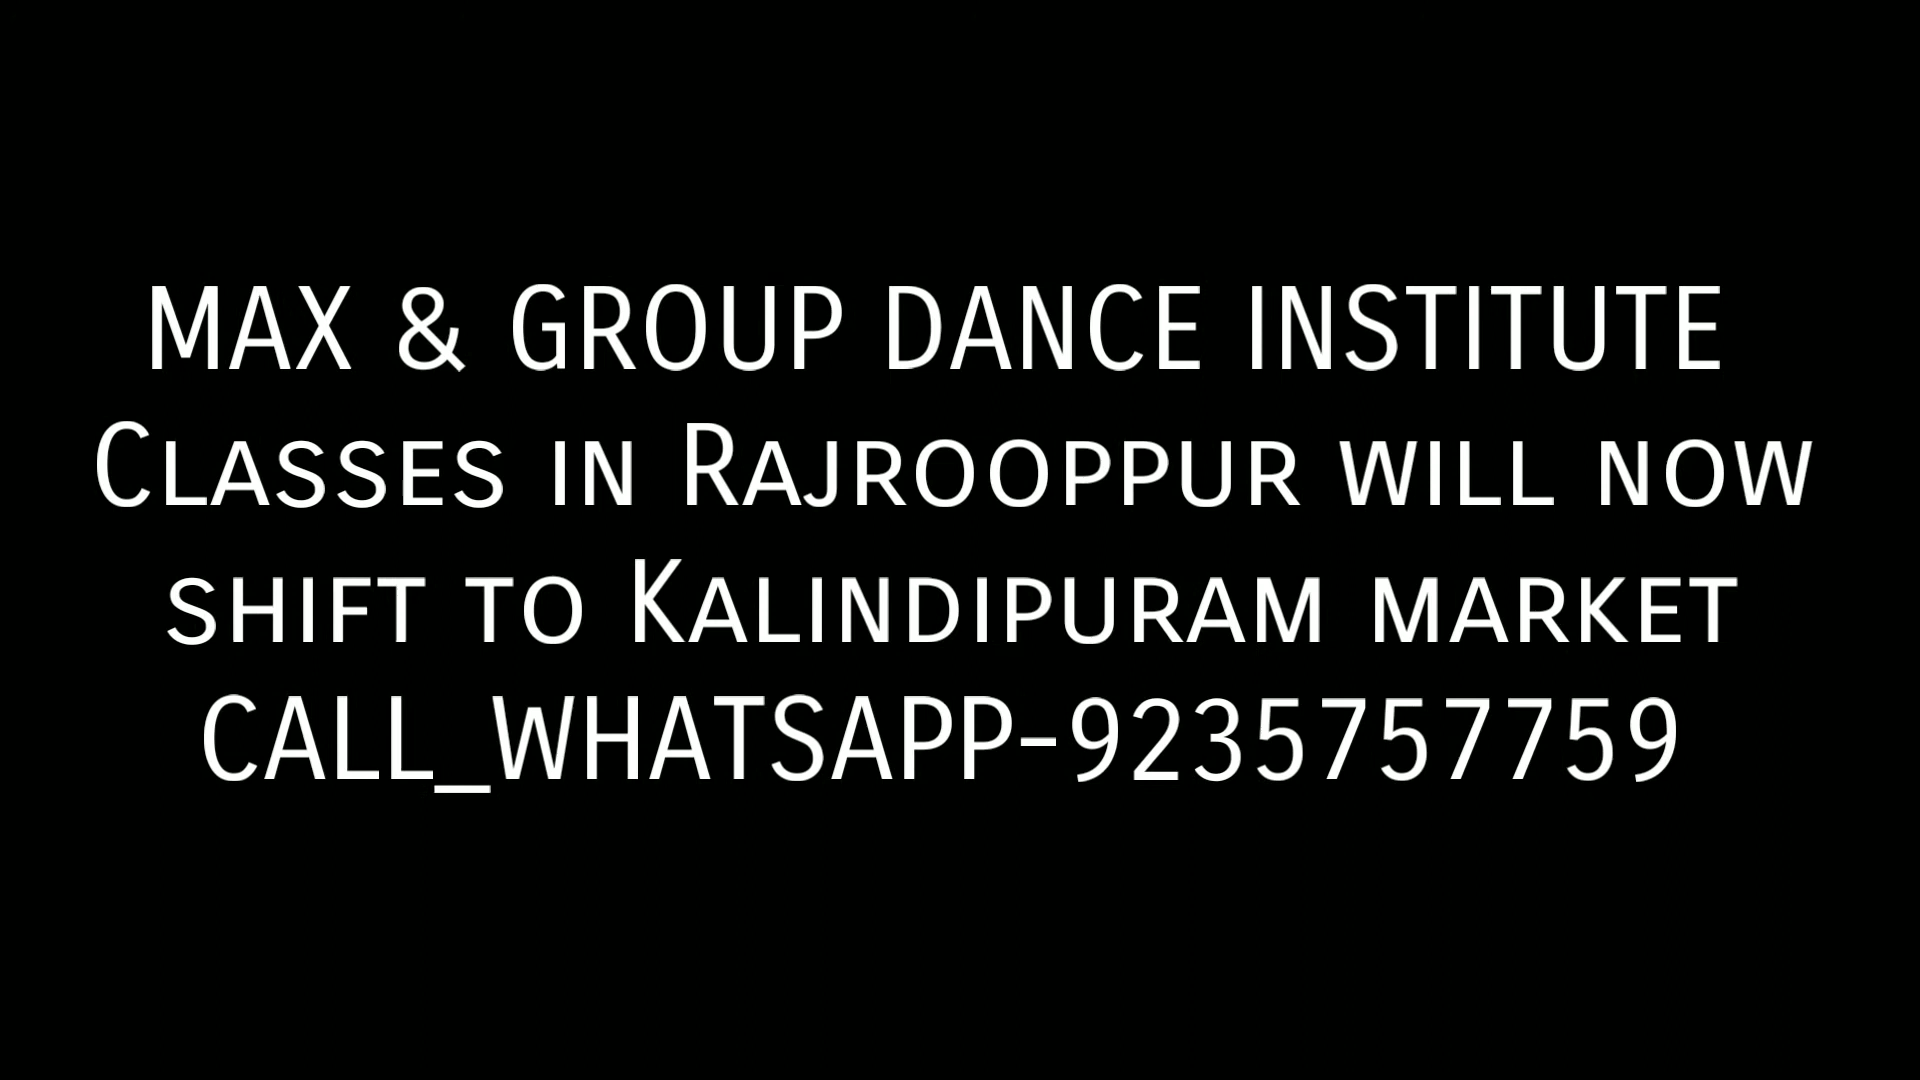 MAX & GROUP DANCE INSTITUTE
Classes in Rajrooppur will now
shift to Kalindipuram market
CALL_WHATSAPP-9235757759